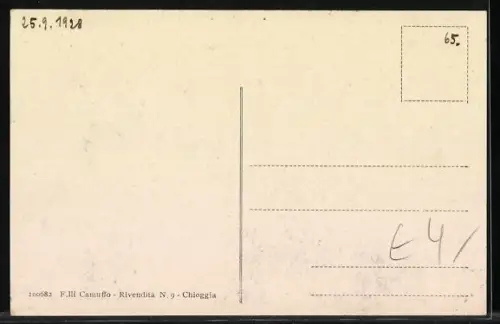 25.9.1928
65.
E 4/
100682 F.lli Camuffo - Rivendita N. 9 - Chioggia